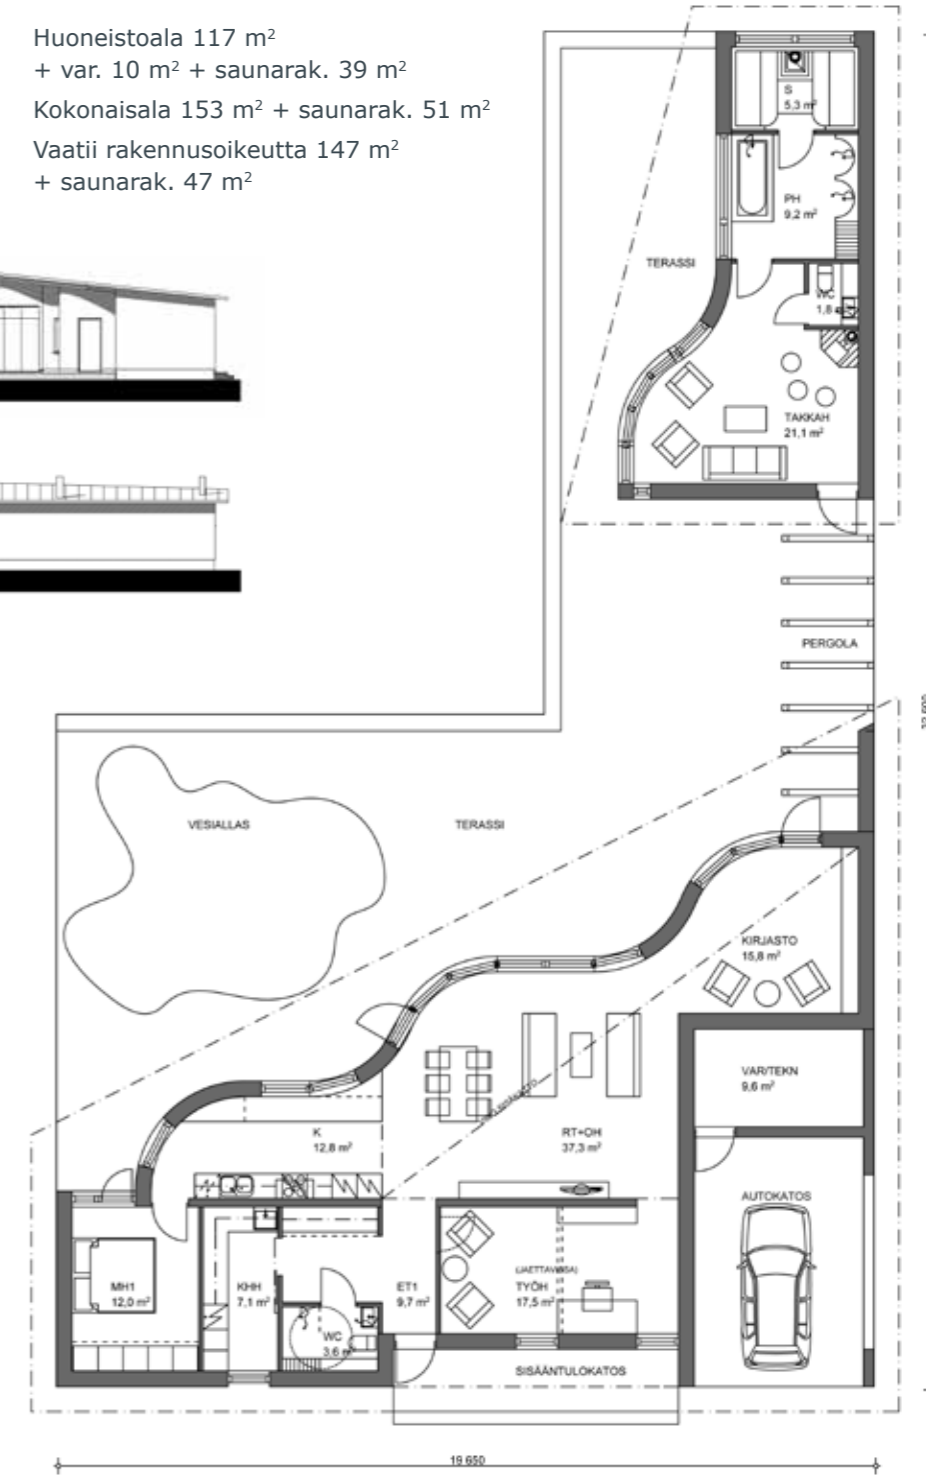 Huoneistoala 117 m²
+ var. 10 m² + saunarak. 39 m²
Kokonaisala 153 m² + saunarak. 51 m²
Vaatii rakennusoikeutta 147 m²
+ saunarak. 47 m²
S
5,3 m²
PH
9,2 m²
TERASSI
WC
1,8
TAKKAH
21,1 m²
PERGOLA
VESIALLAS
TERASSI
KIRJASTO
15,8 m²
VAR/TEKN
9,6 m²
K
12,8 m²
RT+OH
37,3 m²
AUTOKATOS
MH1
12,0 m²
KHH
7,1 m²
ET1
9,7 m²
(JAETTAVISSA)
TYÖH
17,5 m²
WC
3,6 m²
SISÄÄNTULOKATOS
19 650